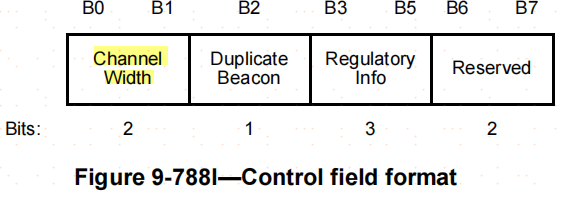 B0 B1 B2 B3 B5 B6 B7
Channel Duplicate Regulatory Reserved
Width Beacon Info
Bits: 2 1 3 2
Figure 9-788l—Control field format